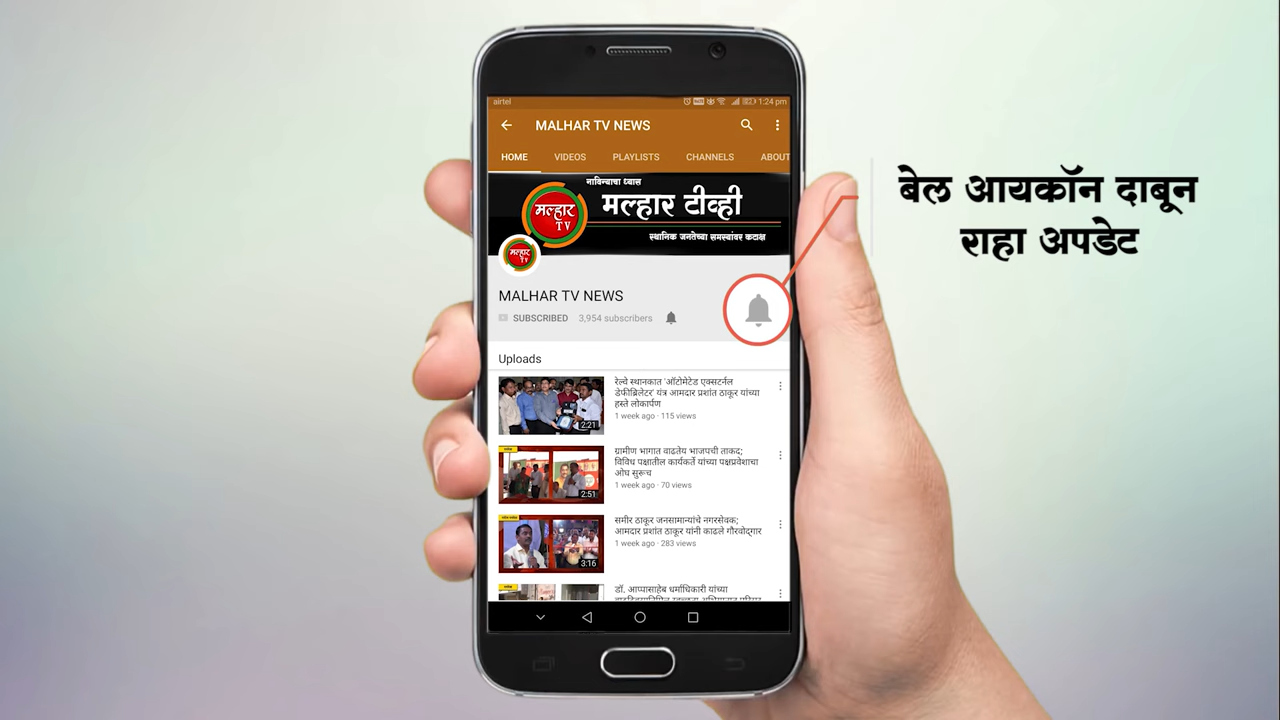 airtel
1:24 pm
MALHAR TV NEWS
HOME VIDEOS PLAYLISTS CHANNELS ABOUT
नाविन्याचा ध्यास
मल्हार टीव्ही
स्थानिक जनतेच्या समस्यांवर कटाक्ष
मल्हार
TV
मल्हार
TV
बेल आयकॉन दाबून
राहा अपडेट
MALHAR TV NEWS
SUBSCRIBED 3,954 subscribers
Uploads
रेल्वे स्थानकात 'ऑटोमेटेड एक्सटर्नल
डेफीब्रिलेटर' यंत्र आमदार प्रशांत ठाकूर यांच्या
हस्ते लोकार्पण
1 week ago · 115 views
2:21
ग्रामीण भागात वाढतेय भाजपची ताकद;
विविध पक्षातील कार्यकर्ते यांच्या पक्षप्रवेशाचा
ओघ सुरूच
1 week ago · 70 views
2:51
समीर ठाकूर जनसामान्यांचे नगरसेवक;
आमदार प्रशांत ठाकूर यांनी काढले गौरवोद्गार
1 week ago · 283 views
3:16
डॉ. आप्पासाहेब धर्माधिकारी यांच्या